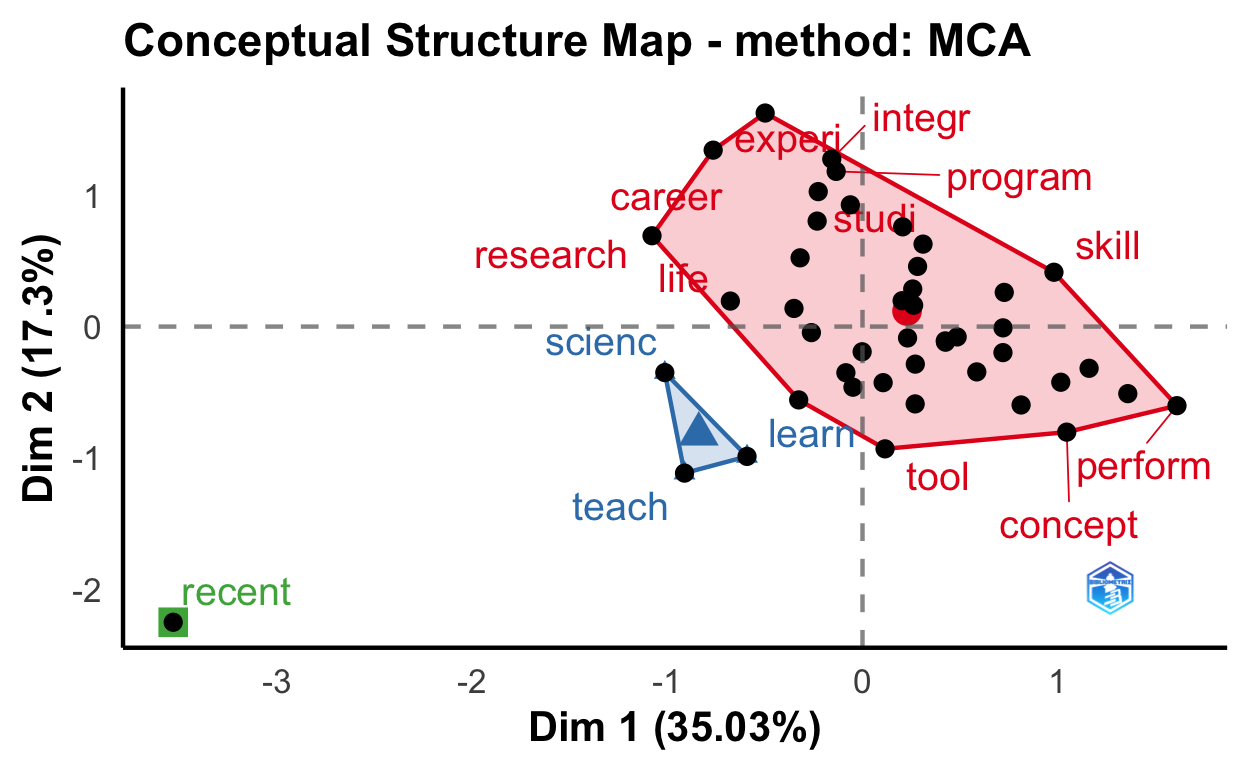 Conceptual Structure Map - method: MCA
integr
experi
program
career
studi
skill
research
life
scienc
learn
tool
perform
teach
concept
recent
BIBLIOMETRIX
1
0
-1
-2
Dim 2 (17.3%)
-3
-2
-1
0
1
Dim 1 (35.03%)